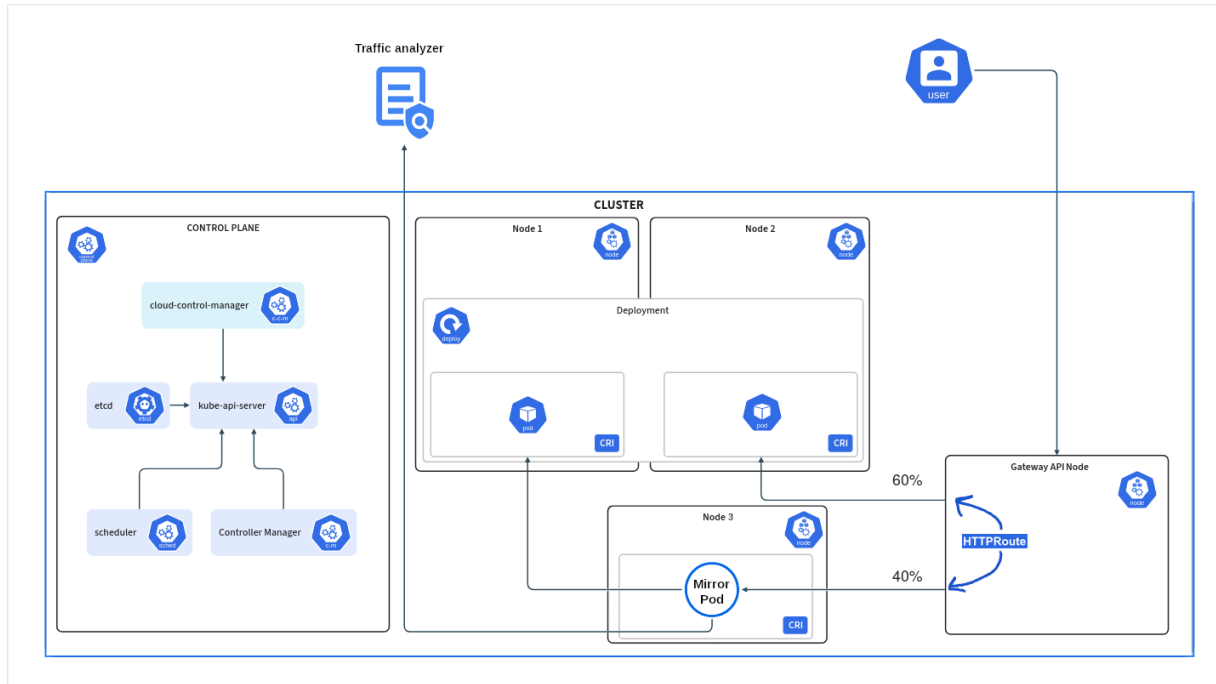 Traffic analyzer
user
CLUSTER
CONTROL PLANE
control plane
Node 1
node
Node 2
node
cloud-control-manager
c-c-m
Deployment
deploy
etcd
etcd
kube-api-server
api
pod
CRI
pod
CRI
scheduler
sched
Controller Manager
c-m
Node 3
node
Mirror
Pod
CRI
60%
40%
Gateway API Node
node
HTTPRoute